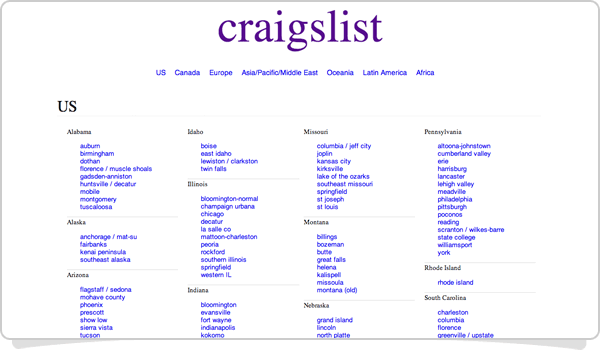 craigslist
US Canada Europe Asia/Pacific/Middle East Oceania Latin America Africa
US
Alabama
auburn
birmingham
dothan
florence / muscle shoals
gadsden-anniston
huntsville / decatur
mobile
montgomery
tuscaloosa
Alaska
anchorage / mat-su
fairbanks
kenai peninsula
southeast alaska
Arizona
flagstaff / sedona
mohave county
phoenix
prescott
show low
sierra vista
tucson
Idaho
boise
east idaho
lewiston / clarkston
twin falls
Illinois
bloomington-normal
champaign urbana
chicago
decatur
la salle co
mattoon-charleston
peoria
rockford
southern illinois
springfield
western IL
Indiana
bloomington
evansville
fort wayne
indianapolis
kokomo
Missouri
columbia / jeff city
joplin
kansas city
kirksville
lake of the ozarks
southeast missouri
springfield
st joseph
st louis
Montana
billings
bozeman
butte
great falls
helena
kalispell
missoula
montana (old)
Nebraska
grand island
lincoln
north platte
Pennsylvania
altoona-johnstown
cumberland valley
erie
harrisburg
lancaster
lehigh valley
meadville
philadelphia
pittsburgh
poconos
reading
scranton / wilkes-barre
state college
williamsport
york
Rhode Island
rhode island
South Carolina
charleston
columbia
florence
greenville / upstate